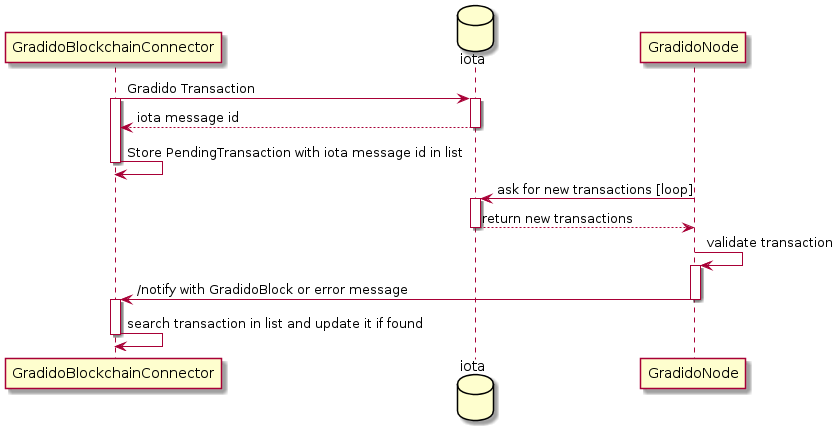 GradidoBlockchainConnector
iota
GradidoNode
Gradido Transaction
iota message id
Store PendingTransaction with iota message id in list
ask for new transactions [loop]
return new transactions
validate transaction
/notify with GradidoBlock or error message
search transaction in list and update it if found
GradidoBlockchainConnector
iota
GradidoNode